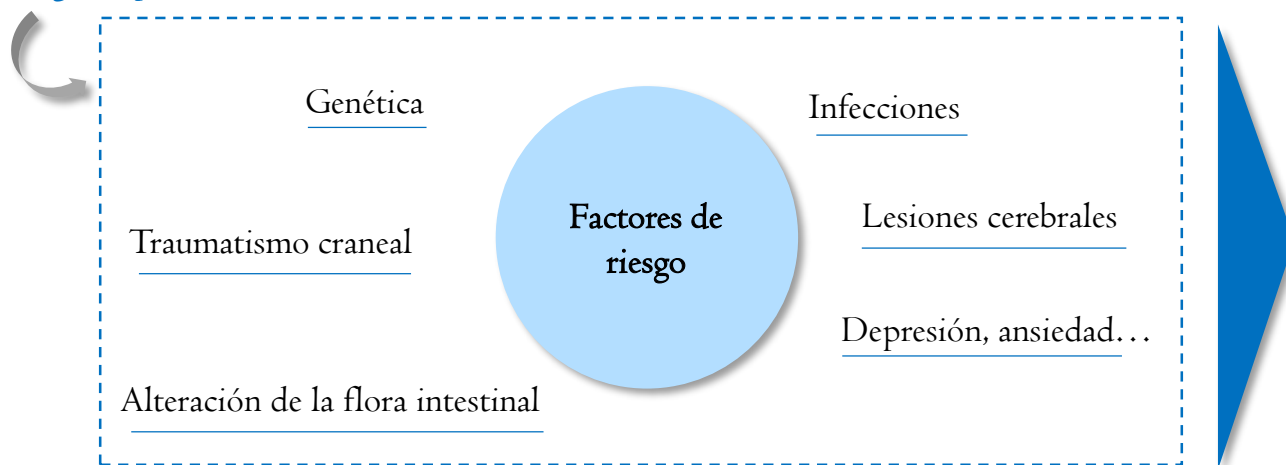 Genética
Infecciones
Factores de
riesgo
Lesiones cerebrales
Traumatismo craneal
Depresión, ansiedad…
Alteración de la flora intestinal